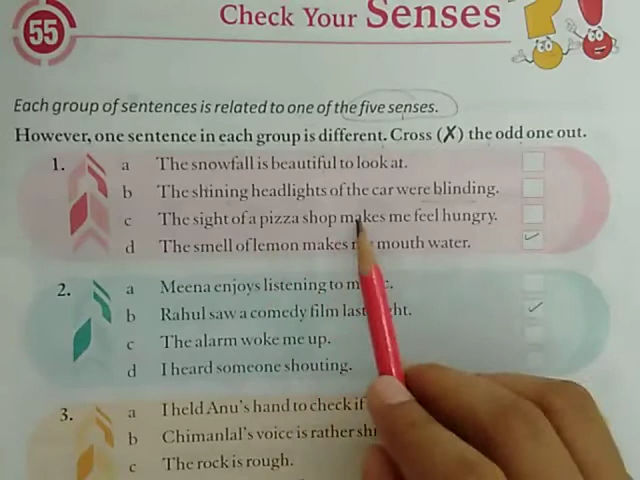 55
Check Your Senses
Each group of sentences is related to one of the five senses.
However, one sentence in each group is different. Cross (✗) the odd one out.
1. a The snowfall is beautiful to look at.
b The shining headlights of the car were blinding.
c The sight of a pizza shop makes me feel hungry.
d The smell of lemon makes mouth water.
2. a Meena enjoys listening to
b Rahul saw a comedy film last
c The alarm woke me up.
d I heard someone shouting.
3. a I held Anu's hand to check if
b Chimanlal's voice is rather
c The rock is rough.